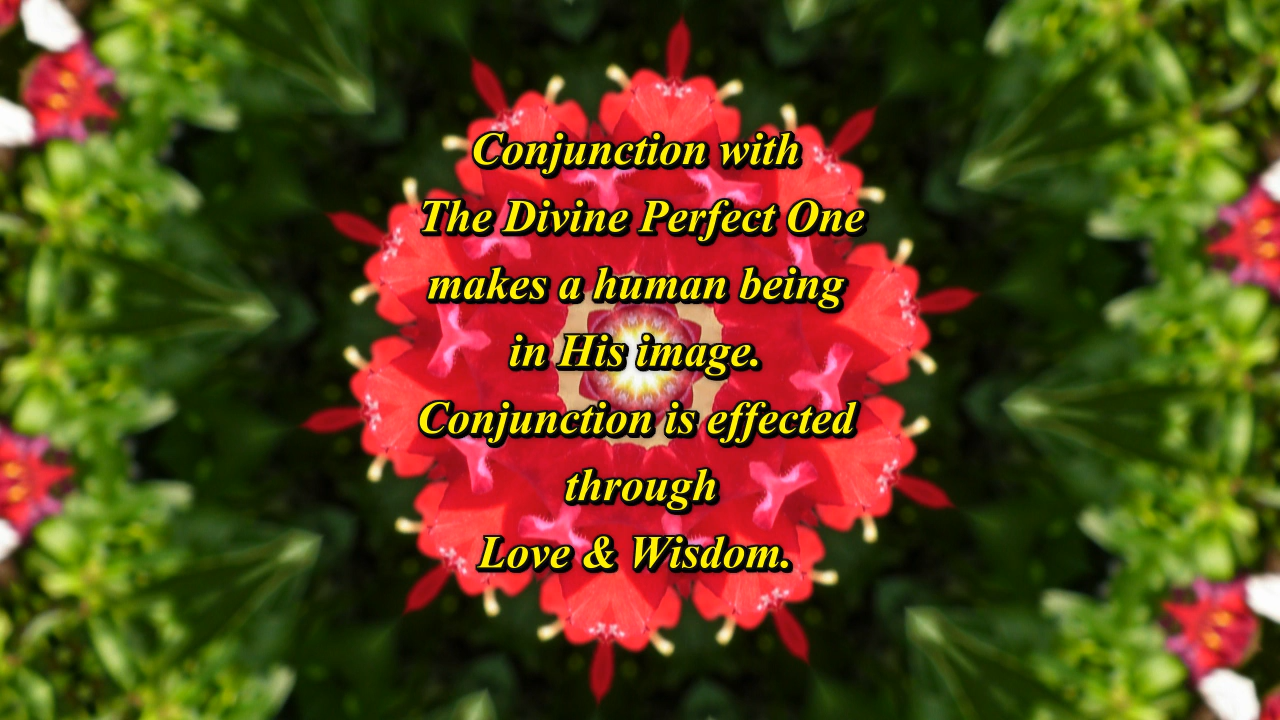 Conjunction with
The Divine Perfect One
makes a human being
in His image.
Conjunction is effected
through
Love & Wisdom.